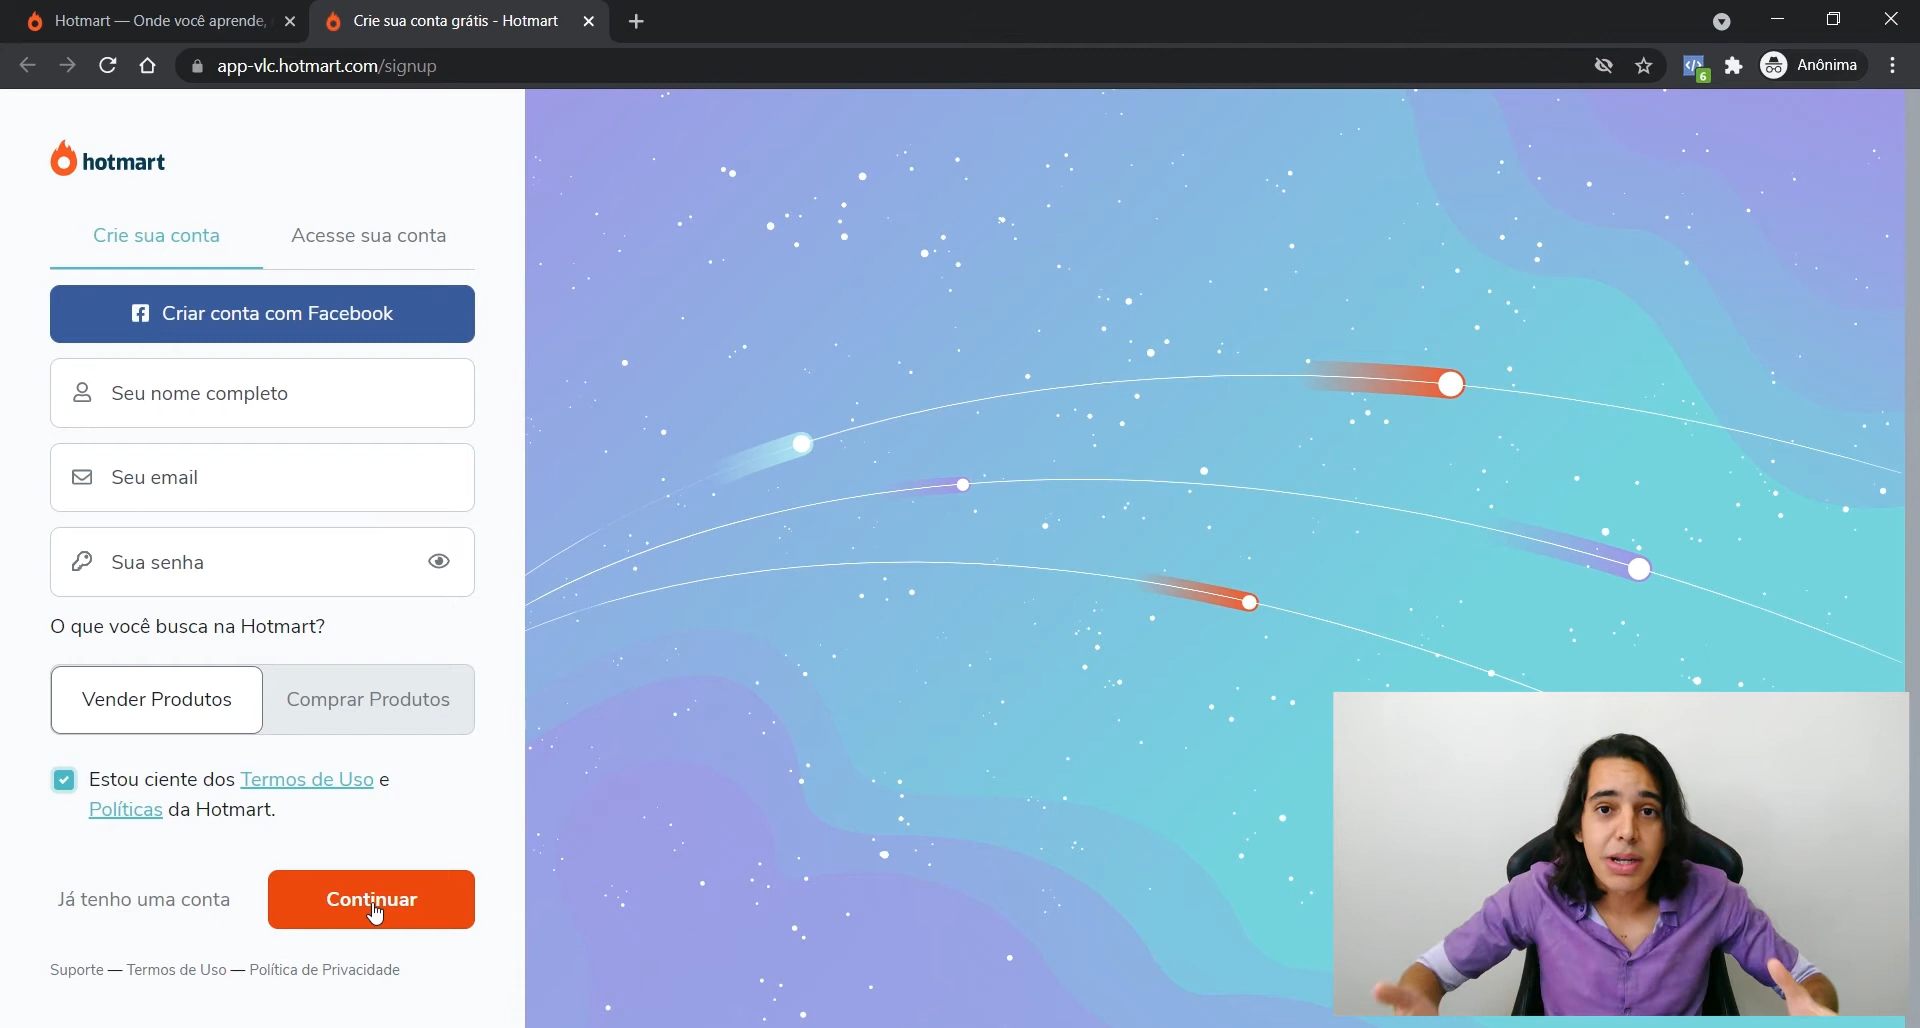 Hotmart — Onde você aprende,
Crie sua conta grátis - Hotmart
app-vlc.hotmart.com/signup
6
Anônima
hotmart
Crie sua conta
Acesse sua conta
Criar conta com Facebook
Seu nome completo
Seu email
Sua senha
O que você busca na Hotmart?
Vender Produtos
Comprar Produtos
Estou ciente dos Termos de Uso e
Políticas da Hotmart.
Já tenho uma conta
Continuar
Suporte — Termos de Uso — Política de Privacidade